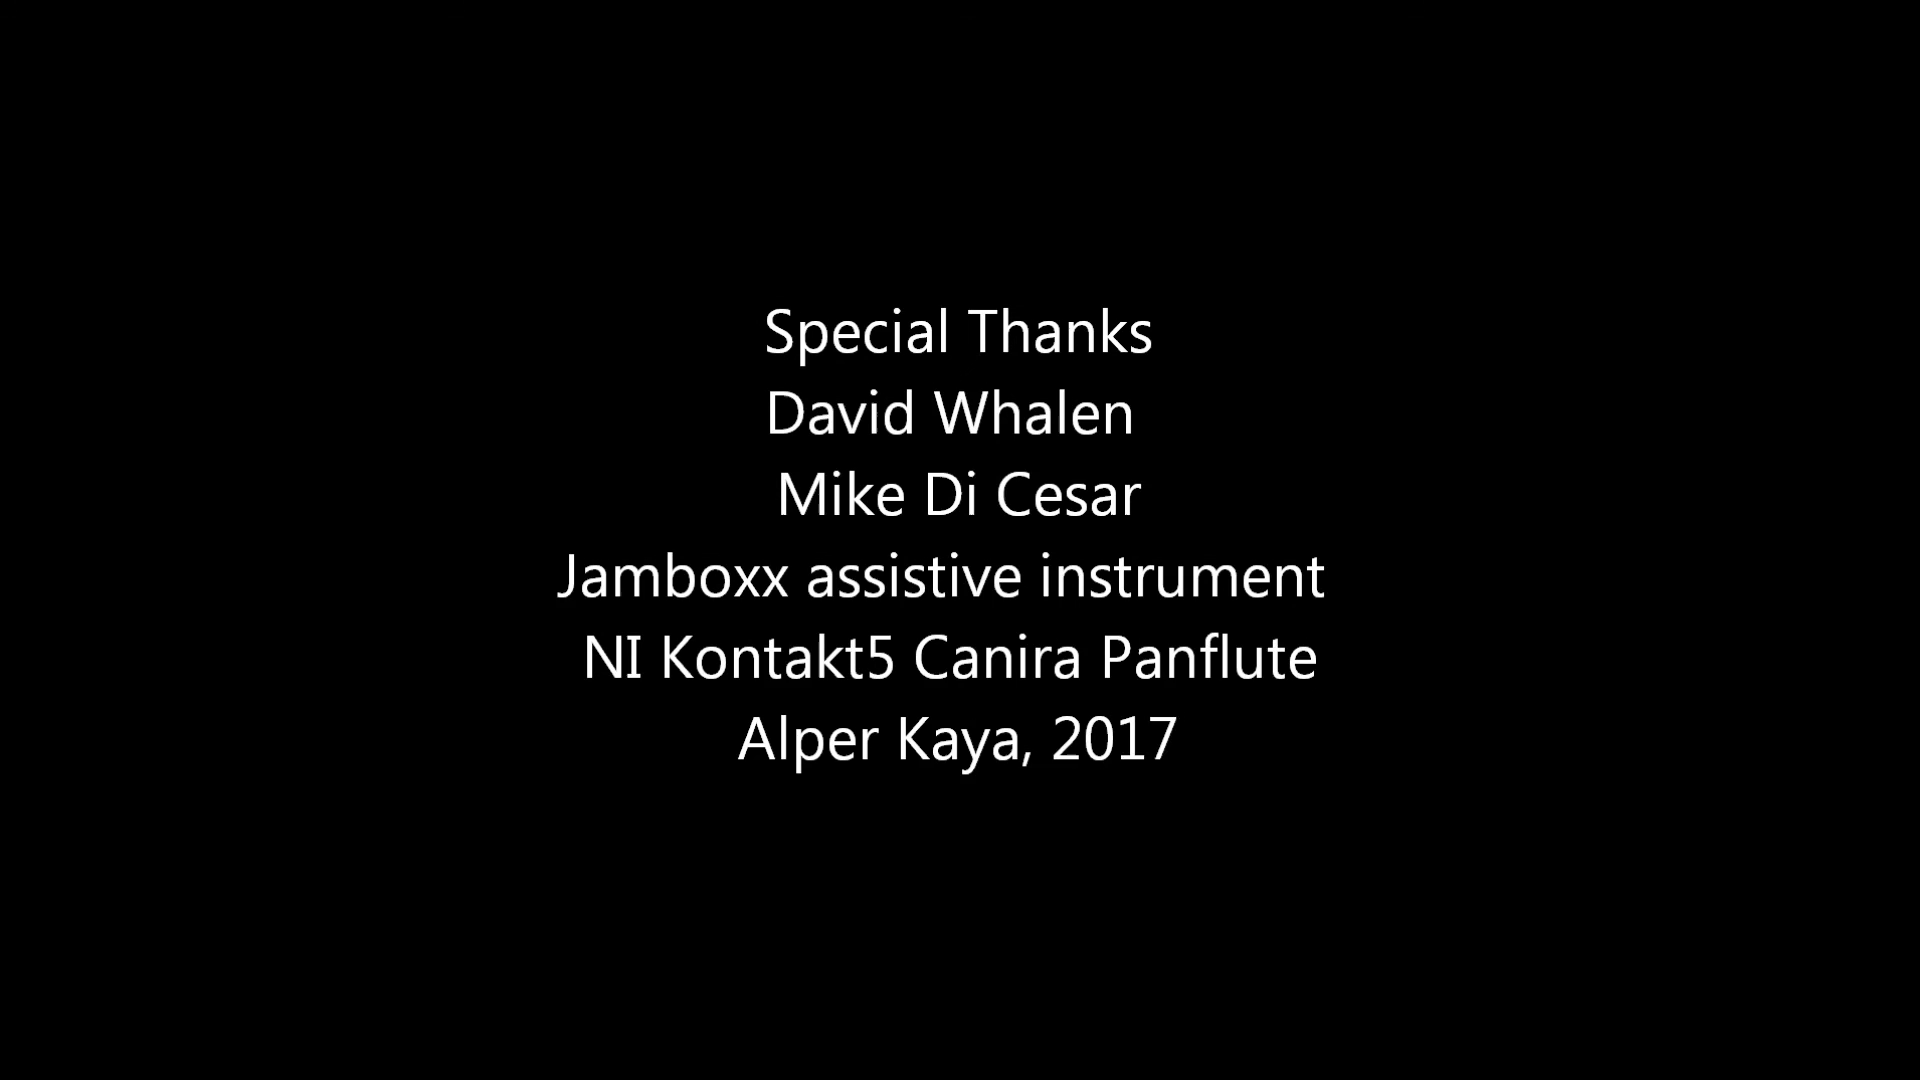 Special Thanks
David Whalen
Mike Di Cesar
Jamboxx assistive instrument
NI Kontakt5 Canira Panflute
Alper Kaya, 2017